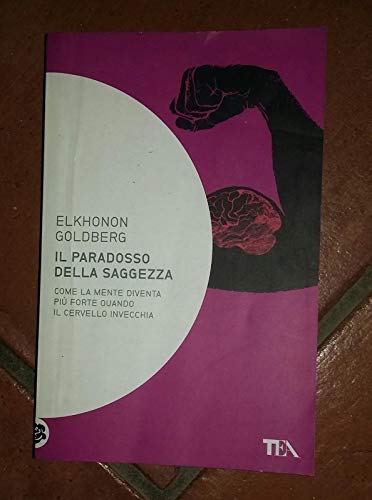 ELKHONON
GOLDBERG
IL PARADOSSO
DELLA SAGGEZZA
COME LA MENTE DIVENTA
PIÙ FORTE QUANDO
IL CERVELLO INVECCHIA
TEA